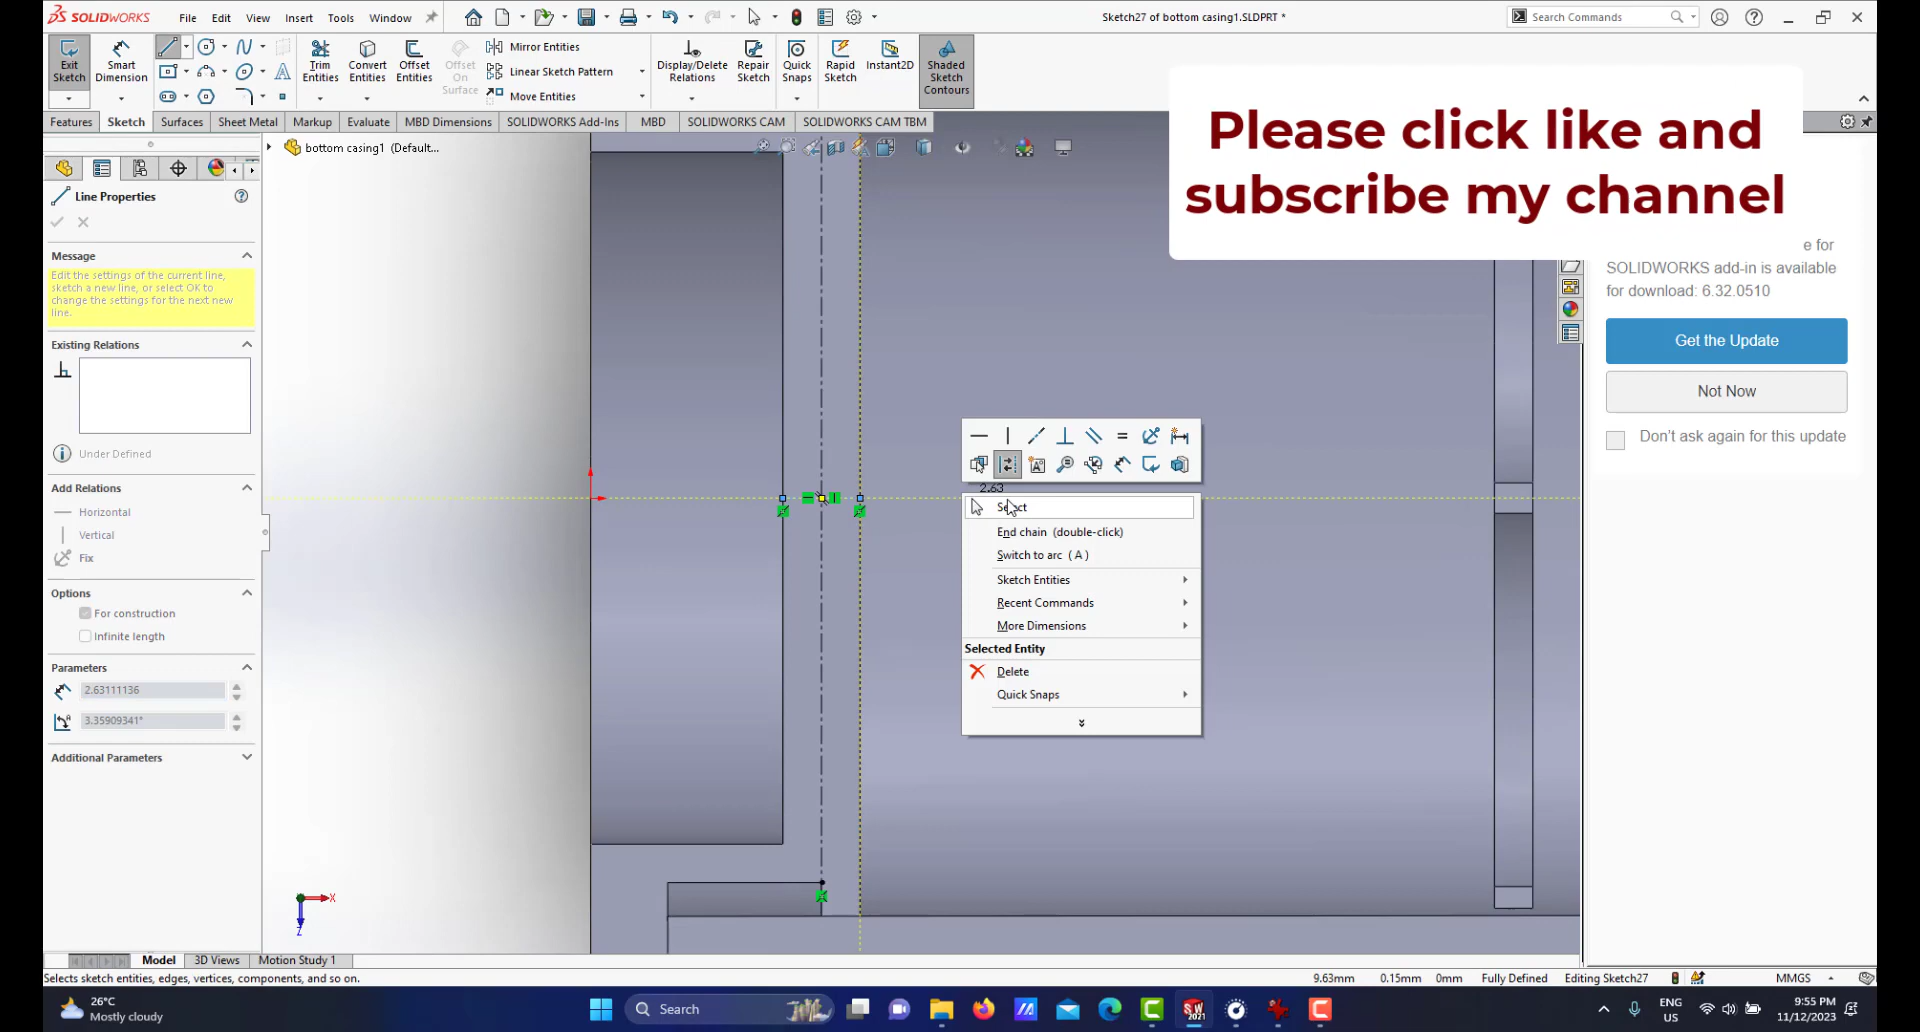 SOLIDWORKS
File
Edit
View
Insert
Tools
Window
Sketch27 of bottom casing1.SLDPRT *
Search Commands
Exit
Sketch
Smart
Dimension
Trim
Entities
Convert
Entities
Offset
Entities
Offset
On
Surface
Mirror Entities
Linear Sketch Pattern
Move Entities
Display/Delete
Relations
Repair
Sketch
Quick
Snaps
Rapid
Sketch
Instant2D
Shaded
Sketch
Contours
Please click like and
subscribe my channel
Features
Sketch
Surfaces
Sheet Metal
Markup
Evaluate
MBD Dimensions
SOLIDWORKS Add-Ins
MBD
SOLIDWORKS CAM
SOLIDWORKS CAM TBM
bottom casing1 (Default...
Line Properties
Message
Edit the settings of the current line,
sketch a new line, or select OK to
change the settings for the next new
line.
Existing Relations
Under Defined
Add Relations
Horizontal
Vertical
Fix
Options
For construction
Infinite length
Parameters
2.63111136
3.35909341°
Additional Parameters
2.63
Select
End chain (double-click)
Switch to arc (A)
Sketch Entities
Recent Commands
More Dimensions
Selected Entity
Delete
Quick Snaps
e for
SOLIDWORKS add-in is available
for download: 6.32.0510
Get the Update
Not Now
Don't ask again for this update
X
Z
Model
3D Views
Motion Study 1
Selects sketch entities, edges, vertices, components, and so on.
9.63mm
0.15mm
0mm
Fully Defined
Editing Sketch27
MMGS
26°C
Mostly cloudy
Search
ENG
US
9:55 PM
11/12/2023